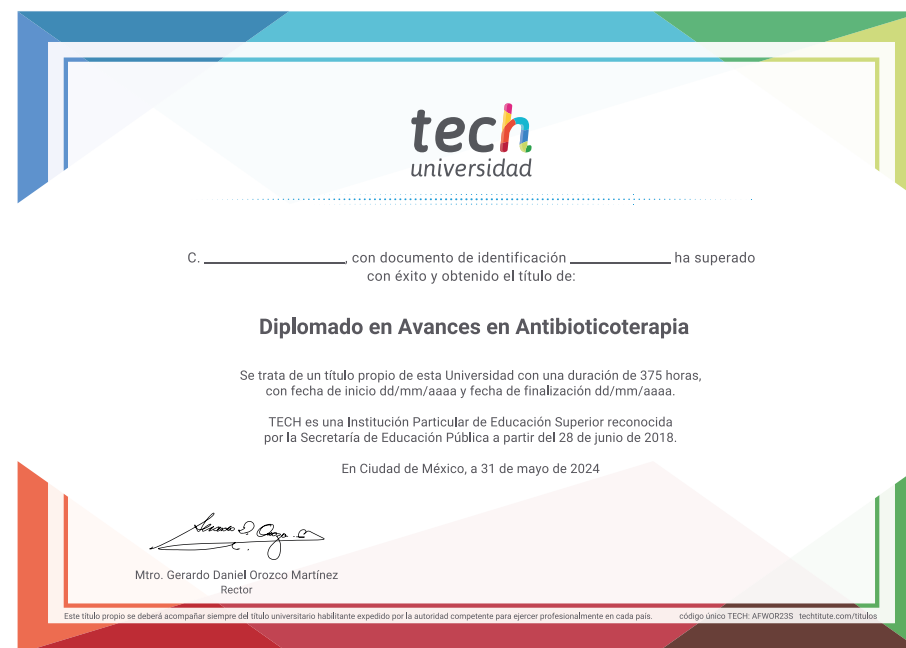 tech
universidad
C. ____________, con documento de identificación ____________ ha superado
con éxito y obtenido el título de:
Diplomado en Avances en Antibioticoterapia
Se trata de un título propio de esta Universidad con una duración de 375 horas,
con fecha de inicio dd/mm/aaaa y fecha de finalización dd/mm/aaaa.
TECH es una Institución Particular de Educación Superior reconocida
por la Secretaría de Educación Pública a partir del 28 de junio de 2018.
En Ciudad de México, a 31 de mayo de 2024
Mtro. Gerardo Daniel Orozco Martínez
Rector
Este título propio se deberá acompañar siempre del título universitario habilitante expedido por la autoridad competente para ejercer profesionalmente en cada país. código único TECH: AFWOR23S techtitute.com/titulos